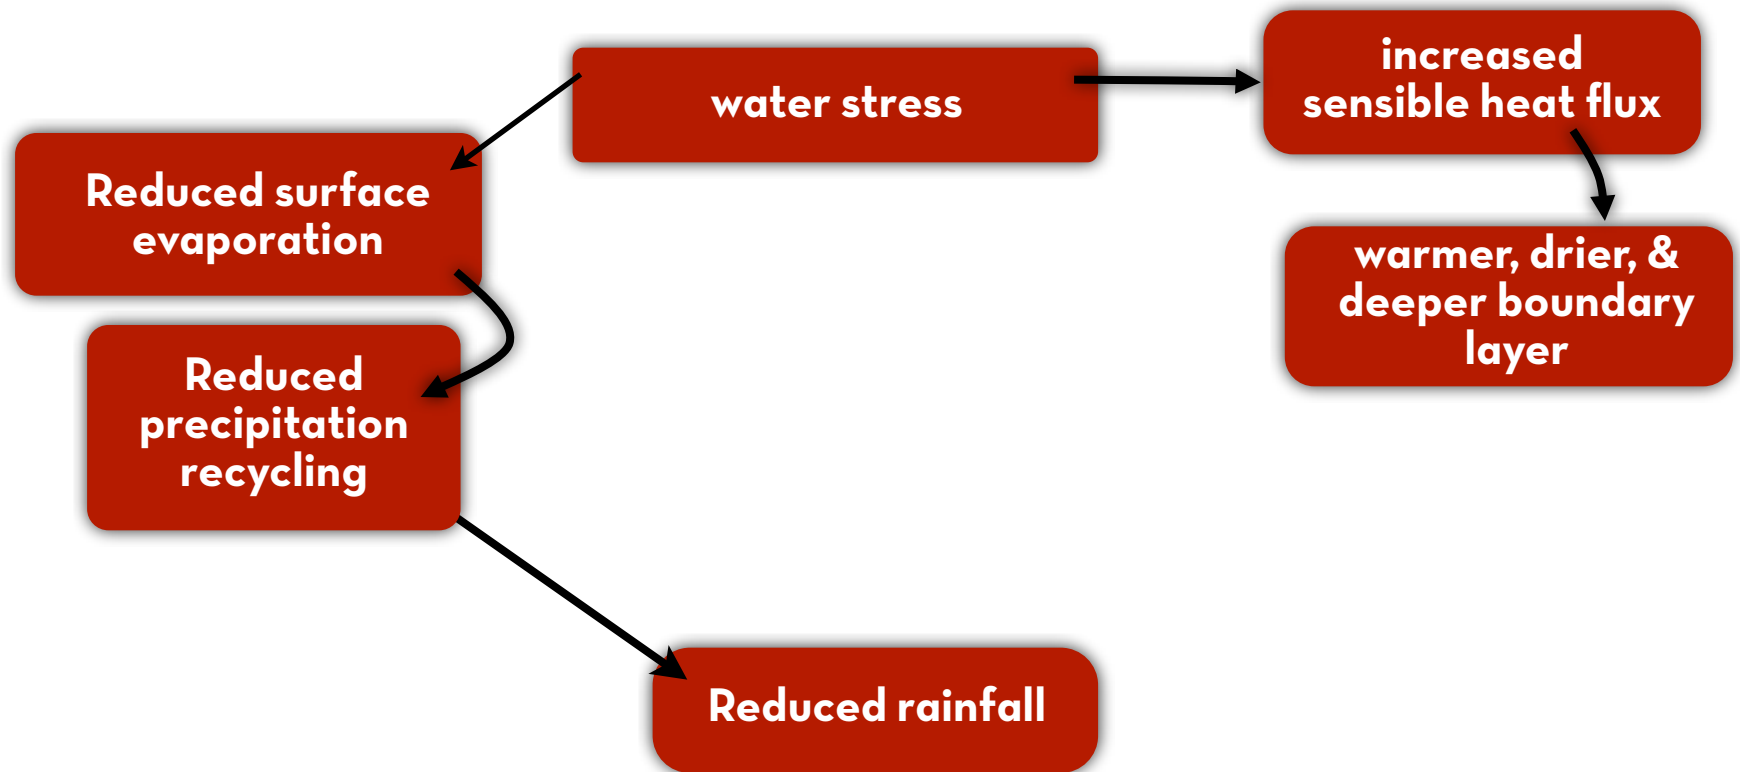 water stress
increased
sensible heat flux
Reduced surface
evaporation
warmer, drier, &
deeper boundary
layer
Reduced
precipitation
recycling
Reduced rainfall